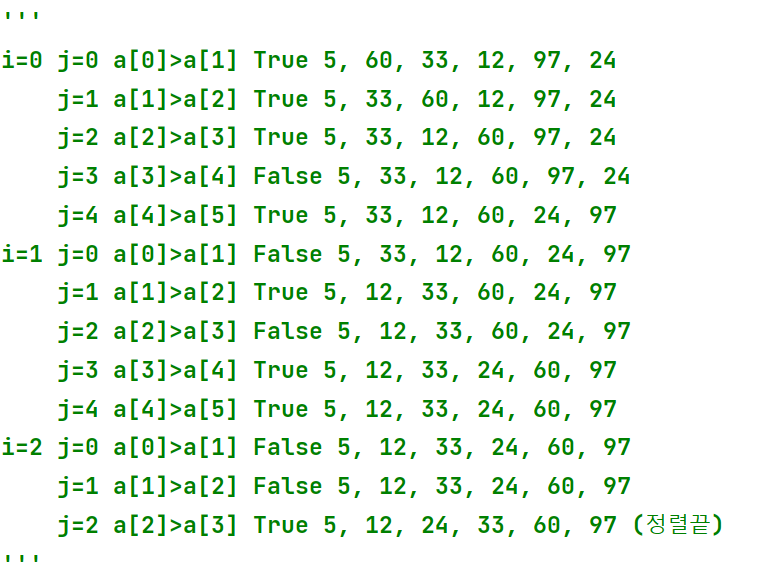 '''
i=0 j=0 a[0]>a[1] True 5, 60, 33, 12, 97, 24
    j=1 a[1]>a[2] True 5, 33, 60, 12, 97, 24
    j=2 a[2]>a[3] True 5, 33, 12, 60, 97, 24
    j=3 a[3]>a[4] False 5, 33, 12, 60, 97, 24
    j=4 a[4]>a[5] True 5, 33, 12, 60, 24, 97
i=1 j=0 a[0]>a[1] False 5, 33, 12, 60, 24, 97
    j=1 a[1]>a[2] True 5, 12, 33, 60, 24, 97
    j=2 a[2]>a[3] False 5, 12, 33, 60, 24, 97
    j=3 a[3]>a[4] True 5, 12, 33, 24, 60, 97
    j=4 a[4]>a[5] True 5, 12, 33, 24, 60, 97
i=2 j=0 a[0]>a[1] False 5, 12, 33, 24, 60, 97
    j=1 a[1]>a[2] False 5, 12, 33, 24, 60, 97
    j=2 a[2]>a[3] True 5, 12, 24, 33, 60, 97 (정렬끝)
'''